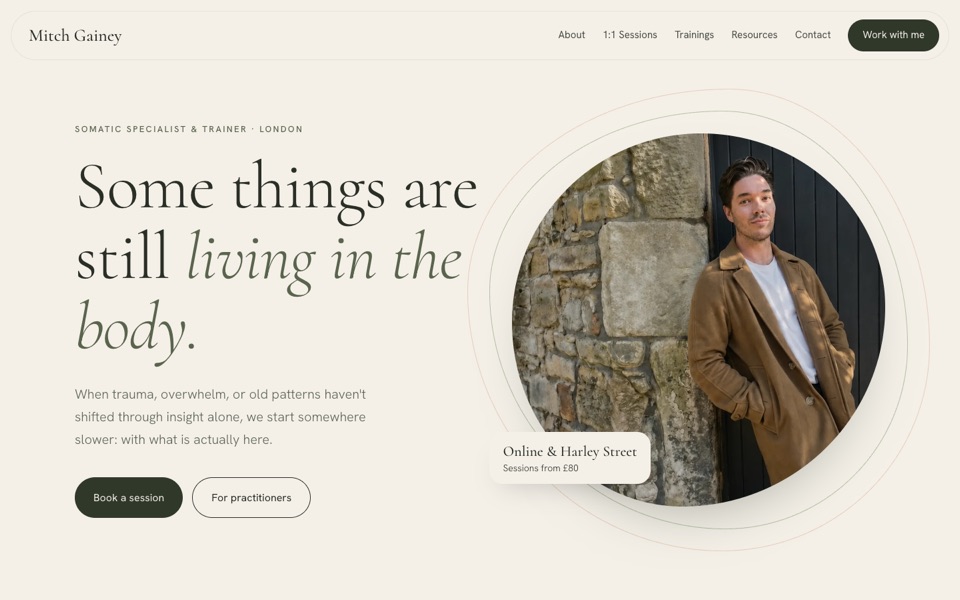 Mitch Gainey
About
1:1 Sessions
Trainings
Resources
Contact
Work with me
SOMATIC SPECIALIST & TRAINER · LONDON
Some things are
still living in the
body.
When trauma, overwhelm, or old patterns haven't
shifted through insight alone, we start somewhere
slower: with what is actually here.
Book a session
For practitioners
Online & Harley Street
Sessions from £80